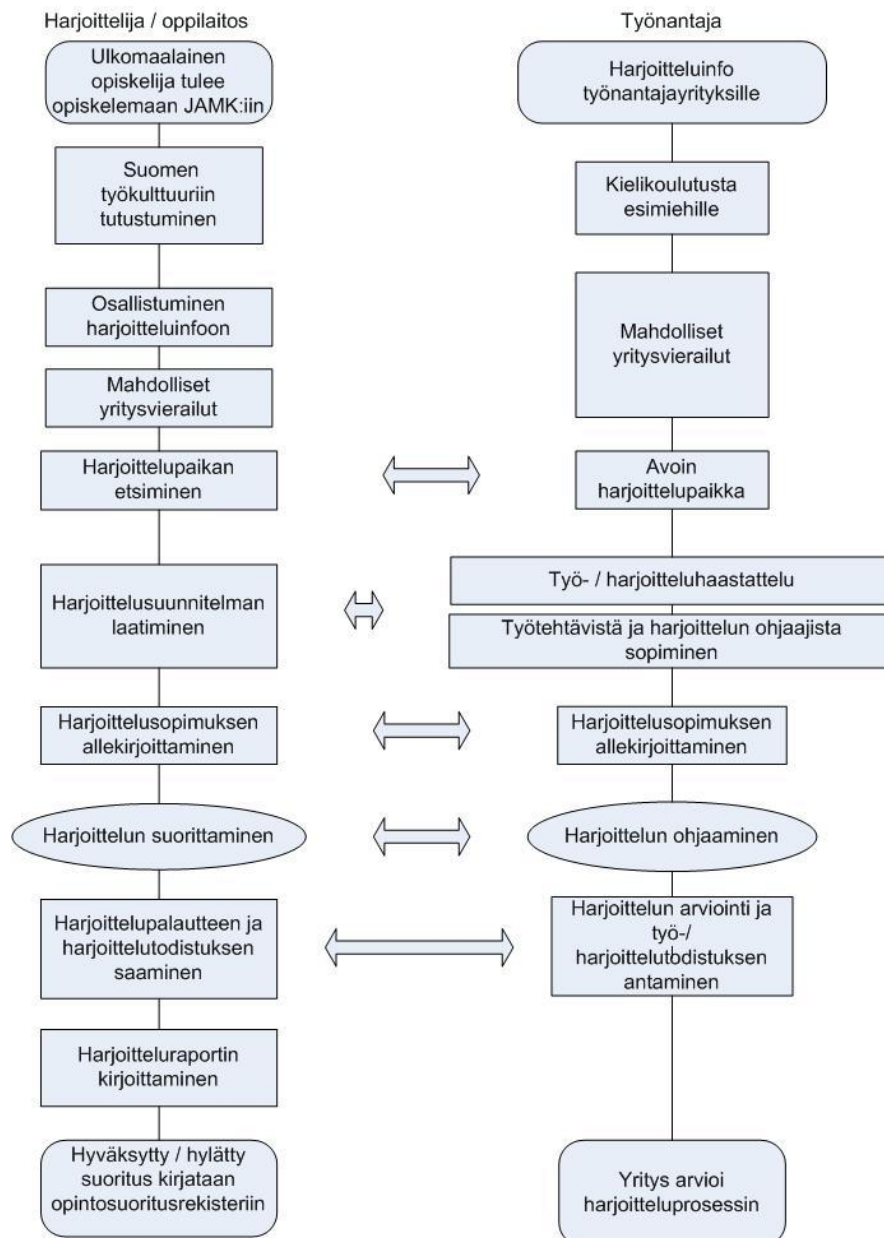 Harjoittelija / oppilaitos
Ulkomaalainen
opiskelija tulee
opiskelemaan JAMK:iin
Suomen
työkulttuuriin
tutustuminen
Osallistuminen
harjoitteluinfoon
Mahdolliset
yritysvierailut
Harjoittelupaikan
etsiminen
Harjoittelusuunnitelman
laatiminen
Harjoittelusopimuksen
allekirjoittaminen
Harjoittelun suorittaminen
Harjoittelupalautteen ja
harjoittelutodistuksen
saaminen
Harjoitteluraportin
kirjoittaminen
Hyväksytty / hylätty
suoritus kirjataan
opintosuoritusrekisteriin
Työnantaja
Harjoitteluinfo
työnantajayrityksille
Kielikoulutusta
esimiehille
Mahdolliset
yritysvierailut
Avoin
harjoittelupaikka
Työ- / harjoitteluhaastattelu
Työtehtävistä ja harjoittelun ohjaajista
sopiminen
Harjoittelusopimuksen
allekirjoittaminen
Harjoittelun ohjaaminen
Harjoittelun arviointi ja
työ-/
harjoittelutodistuksen
antaminen
Yritys arvioi
harjoitteluprosessin